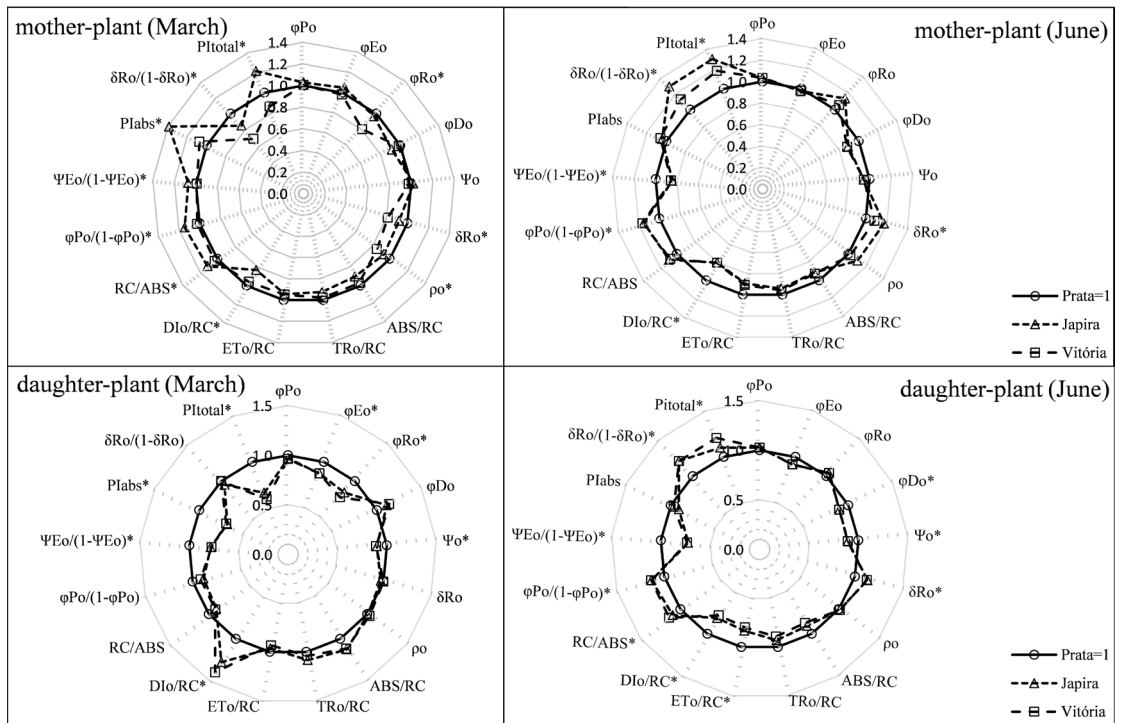 mother-plant (March)
φPo
φEo
φRo*
φDo
Ψo
δRo*
ρo*
ABS/RC
TRo/RC
ETo/RC
DIo/RC*
RC/ABS*
φPo/(1-φPo)*
ΨEo/(1-ΨEo)*
PIabs*
δRo/(1-δRo)*
PItotal*
1.4
1.2
1.0
0.8
0.6
0.4
0.2
0.0
mother-plant (June)
φPo
φEo
φRo
φDo
Ψo
δRo*
ρo
ABS/RC
TRo/RC
ETo/RC
DIo/RC*
RC/ABS
φPo/(1-φPo)*
ΨEo/(1-ΨEo)*
PIabs
δRo/(1-δRo)*
PItotal*
1.4
1.2
1.0
0.8
0.6
0.4
0.2
0.0
Prata=1
Japira
Vitória
daughter-plant (March)
φPo
φEo*
φRo*
φDo
Ψo*
δRo
ρo
ABS/RC
TRo/RC
ETo/RC
DIo/RC*
RC/ABS
φPo/(1-φPo)
ΨEo/(1-ΨEo)*
PIabs*
δRo/(1-δRo)
PItotal*
1.5
1.0
0.5
0.0
daughter-plant (June)
φPo
φEo
φRo
φDo*
Ψo*
δRo*
ρo
ABS/RC
TRo/RC
ETo/RC*
DIo/RC*
RC/ABS*
φPo/(1-φPo)*
ΨEo/(1-ΨEo)*
PIabs
δRo/(1-δRo)*
Pitotal*
1.5
1.0
0.5
0.0
Prata=1
Japira
Vitória